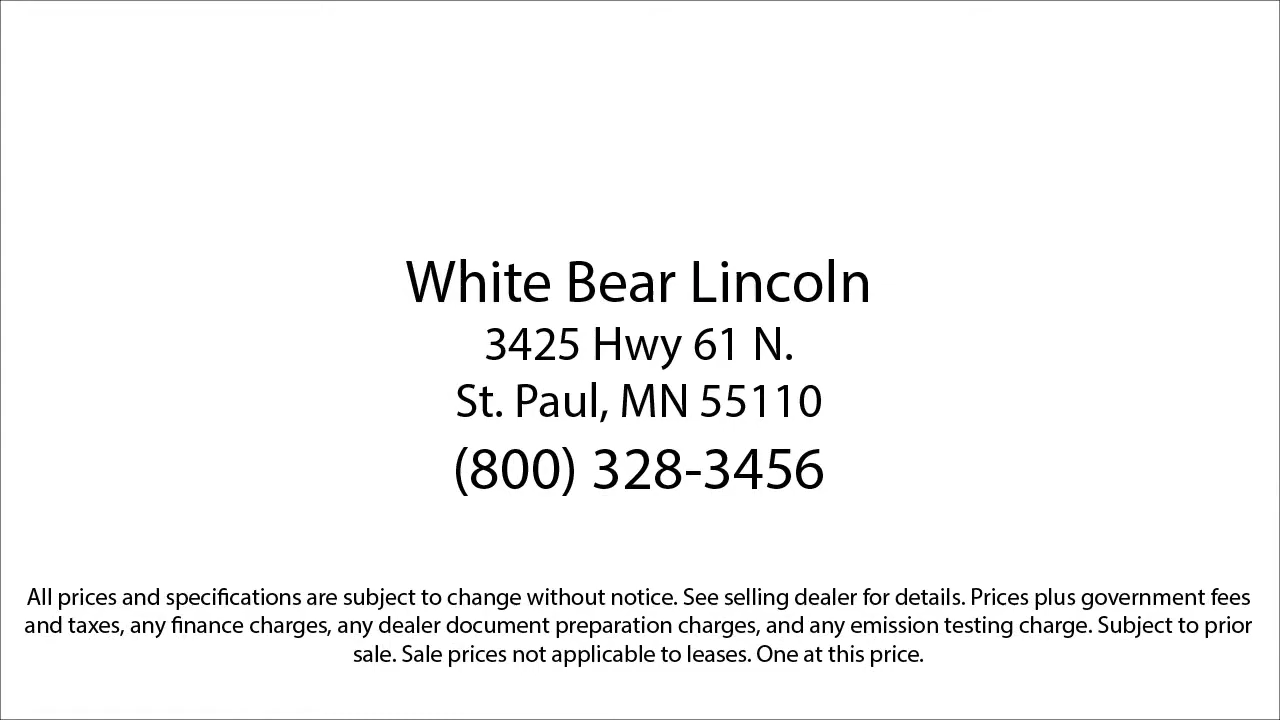 White Bear Lincoln
3425 Hwy 61 N.
St. Paul, MN 55110
(800) 328-3456
All prices and specifications are subject to change without notice. See selling dealer for details. Prices plus government fees
and taxes, any finance charges, any dealer document preparation charges, and any emission testing charge. Subject to prior
sale. Sale prices not applicable to leases. One at this price.